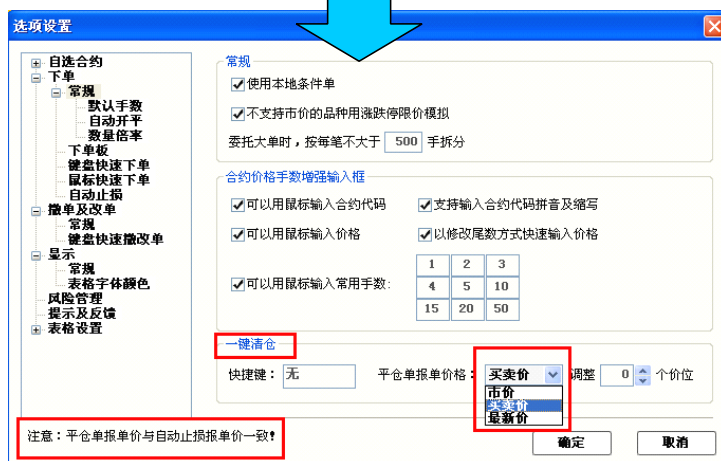 选项设置
自选合约
下单
常规
默认手数
自动开平
数量倍率
下单板
键盘快速下单
鼠标快速下单
自动止损
撤单及改单
常规
键盘快速撤改单
显示
常规
表格字体颜色
风险管理
提示及反馈
表格设置
常规
使用本地条件单
不支持市价的品种用涨跌停限价模拟
委托大单时，按每笔不大于 500 手拆分
合约价格手数增强输入框
可以用鼠标输入合约代码 支持输入合约代码拼音及缩写
可以用鼠标输入价格 以修改尾数方式快速输入价格
可以用鼠标输入常用手数:
1 2 3
4 5 10
15 20 50
一键清仓
快捷键： 无 平仓单报单价格： 买卖价 调整 0 个价位
市价
买卖价
最新价
注意：平仓单报单价与自动止损报单价一致!
确定 取消